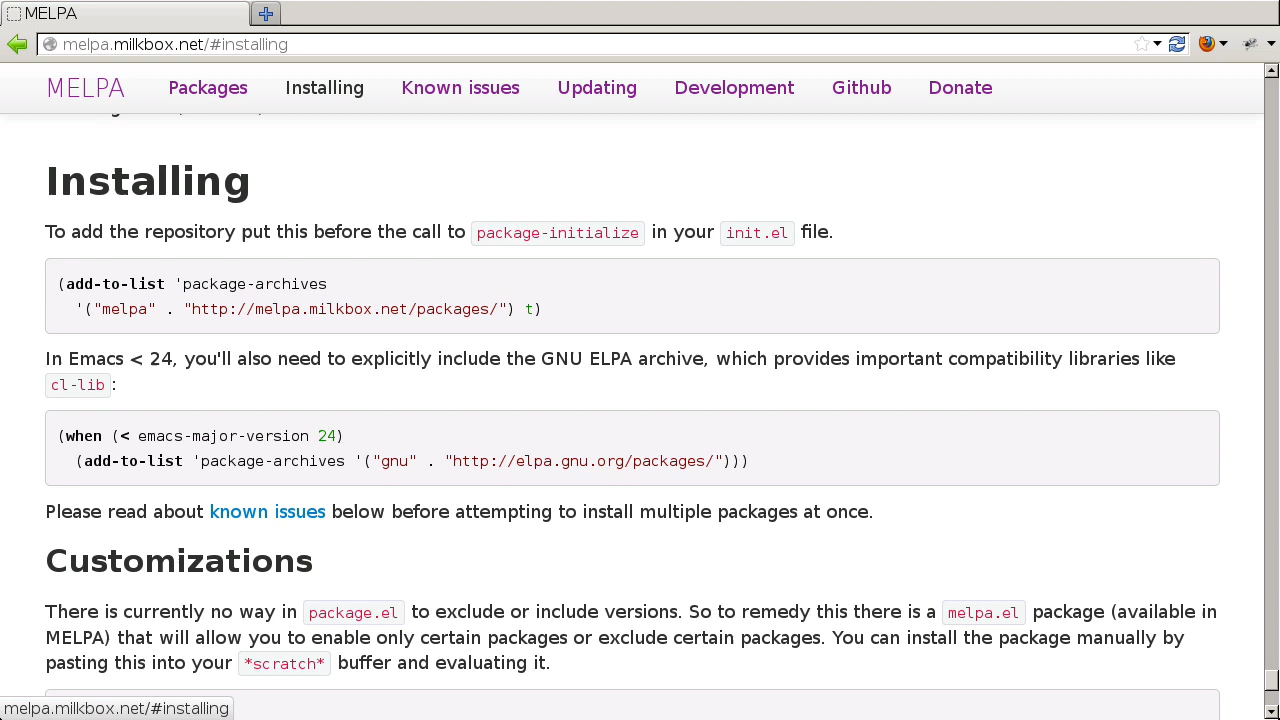 MELPA
melpa.milkbox.net/#installing
MELPA Packages Installing Known issues Updating Development Github Donate
Installing
To add the repository put this before the call to package-initialize in your init.el file.
(add-to-list 'package-archives
'("melpa" . "http://melpa.milkbox.net/packages/") t)
In Emacs < 24, you'll also need to explicitly include the GNU ELPA archive, which provides important compatibility libraries like
cl-lib:
(when (< emacs-major-version 24)
(add-to-list 'package-archives '("gnu" . "http://elpa.gnu.org/packages/")))
Please read about known issues below before attempting to install multiple packages at once.
Customizations
There is currently no way in package.el to exclude or include versions. So to remedy this there is a melpa.el package (available in
MELPA) that will allow you to enable only certain packages or exclude certain packages. You can install the package manually by
pasting this into your *scratch* buffer and evaluating it.
melpa.milkbox.net/#installing